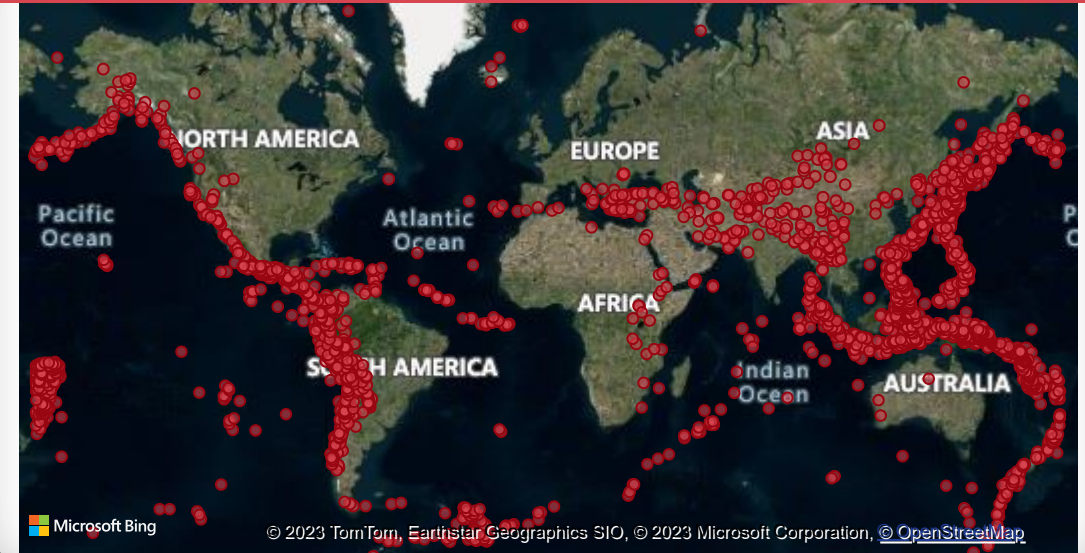 NORTH AMERICA
ASIA
EUROPE
Pacific
Ocean
Atlantic
Ocean
P
O
AFRICA
SOUTH AMERICA
Indian
Ocean
AUSTRALIA
Microsoft Bing
© 2023 TomTom, Earthstar Geographics SIO, © 2023 Microsoft Corporation, © OpenStreetMap